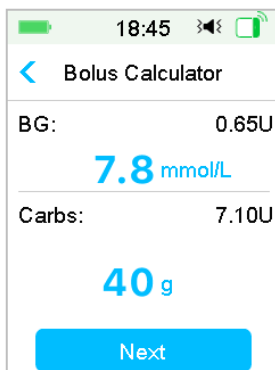 18:45
Bolus Calculator
BG: 0.65U
7.8 mmol/L
Carbs: 7.10U
40 g
Next